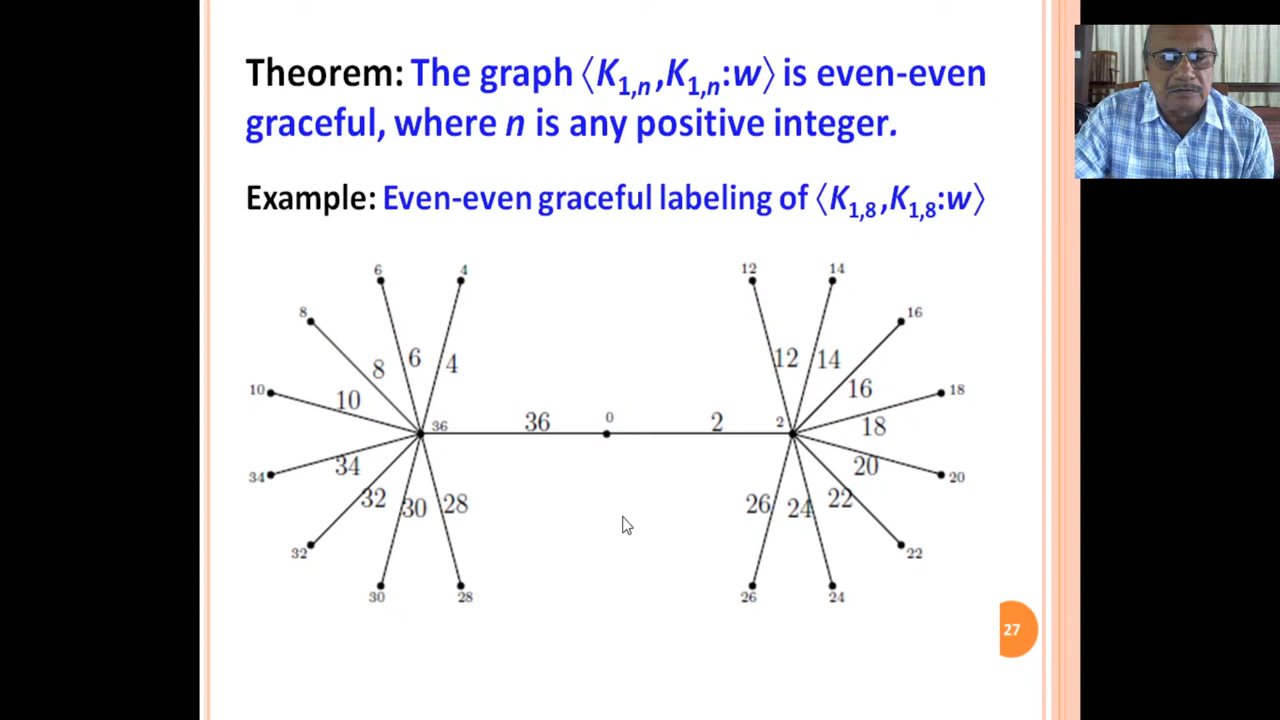 Theorem: The graph ⟨K1,n,K1,n:w⟩ is even-even
graceful, where n is any positive integer.
Example: Even-even graceful labeling of ⟨K1,8,K1,8:w⟩
6 4 12 14
8 16
6 4 12 14
8 16
10 10 18 18
36 36 0 2 2
34 34 20 20
32 30 28 26 24 22
32 22
30 28 26 24
27